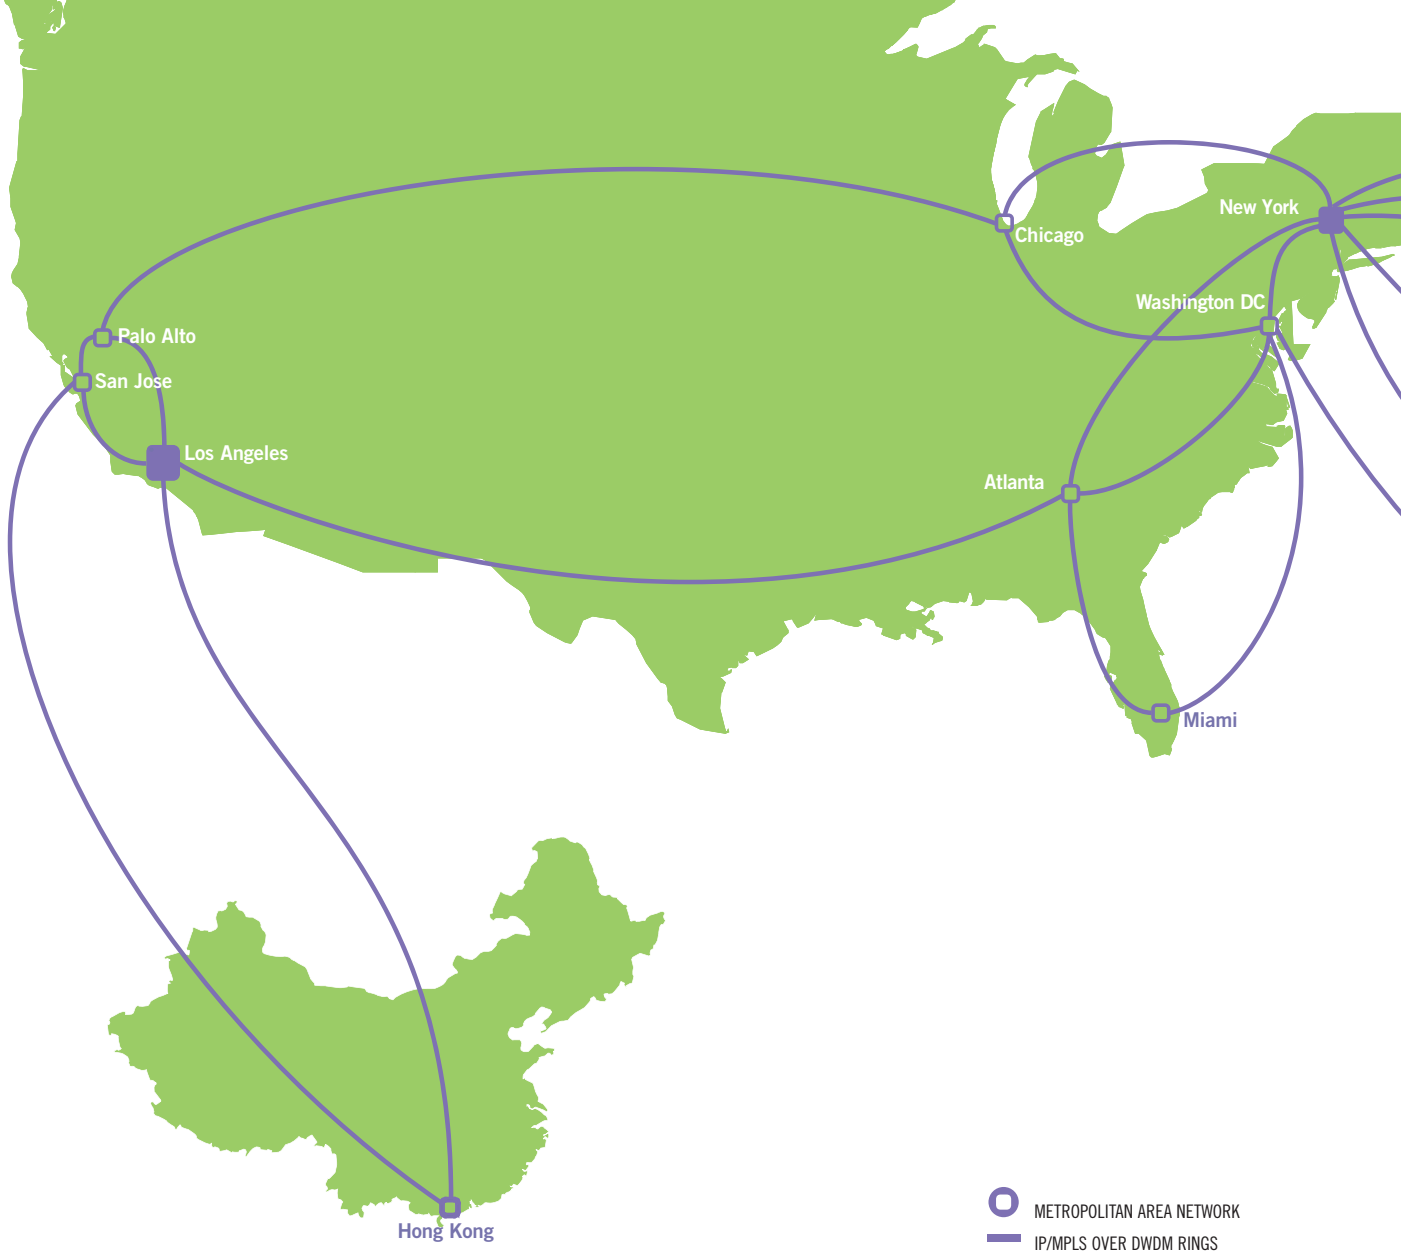 New York
Chicago
Washington DC
Palo Alto
San Jose
Los Angeles
Atlanta
Miami
Hong Kong
METROPOLITAN AREA NETWORK
IP/MPLS OVER DWDM RINGS